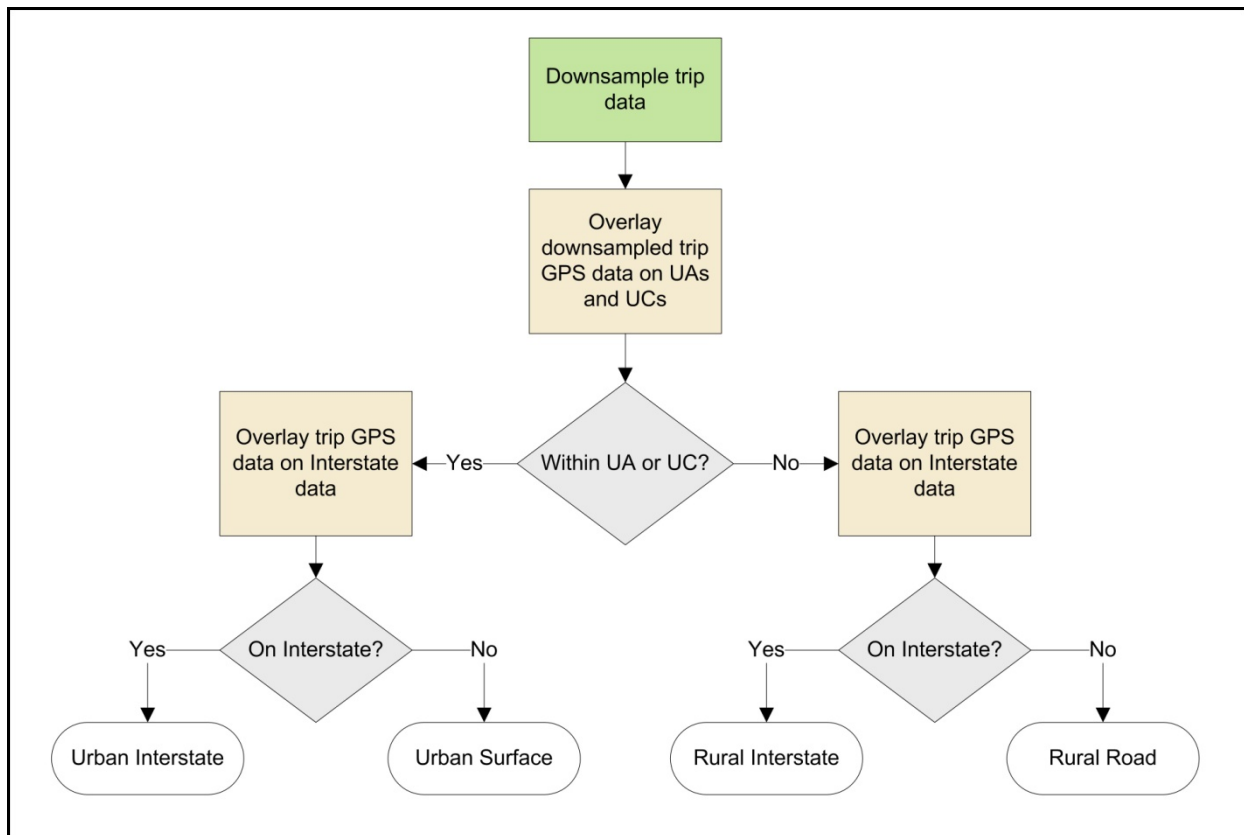 Downsample trip
data
Overlay
downsampled trip
GPS data on UAs
and UCs
Overlay trip GPS
data on Interstate
data
Yes
Within UA or UC?
No
Overlay trip GPS
data on Interstate
data
Yes
On Interstate?
No
Yes
On Interstate?
No
Urban Interstate
Urban Surface
Rural Interstate
Rural Road